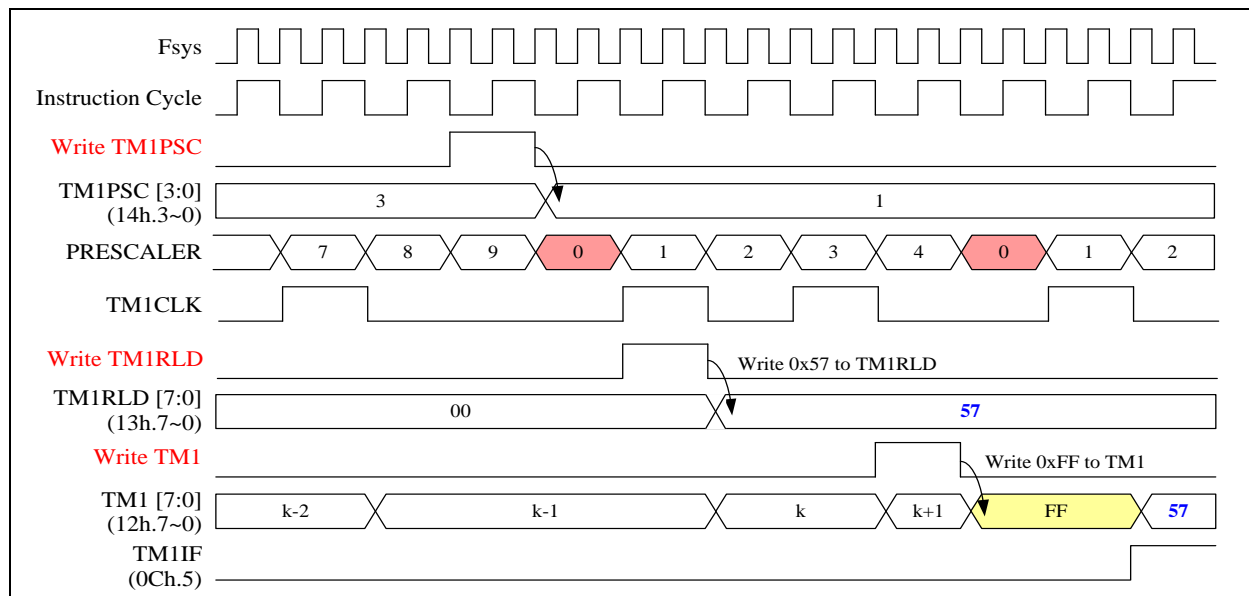 Fsys
Instruction Cycle
Write TM1PSC
TM1PSC [3:0]
(14h.3~0)
3
1
PRESCALER
7 8 9 0 1 2 3 4 0 1 2
TM1CLK
Write TM1RLD
Write 0x57 to TM1RLD
TM1RLD [7:0]
(13h.7~0)
00
57
Write TM1
Write 0xFF to TM1
TM1 [7:0]
(12h.7~0)
k-2 k-1 k k+1 FF 57
TM1IF
(0Ch.5)